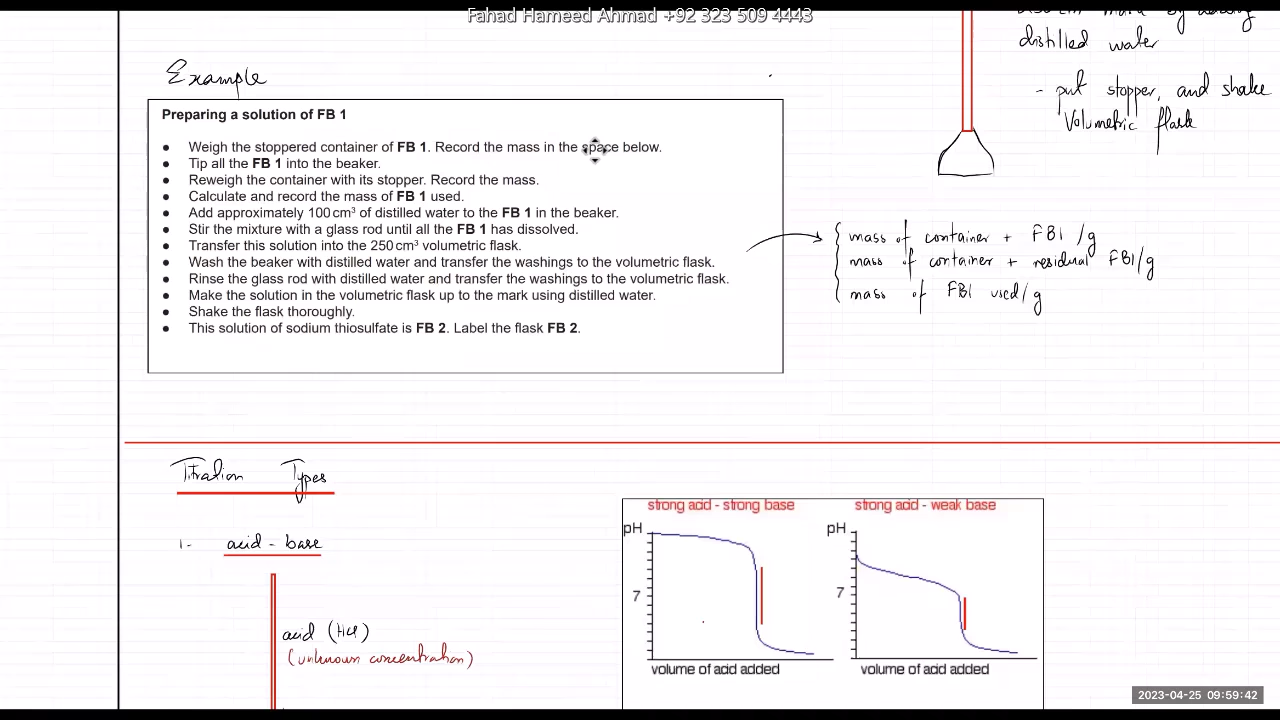 Fahad Hameed Ahmad +92 323 509 4443
distilled water
- put stopper, and shake
Volumetric flask
Example
Preparing a solution of FB 1
● Weigh the stoppered container of FB 1. Record the mass in the space below.
● Tip all the FB 1 into the beaker.
● Reweigh the container with its stopper. Record the mass.
● Calculate and record the mass of FB 1 used.
● Add approximately 100 cm³ of distilled water to the FB 1 in the beaker.
● Stir the mixture with a glass rod until all the FB 1 has dissolved.
● Transfer this solution into the 250 cm³ volumetric flask.
● Wash the beaker with distilled water and transfer the washings to the volumetric flask.
● Rinse the glass rod with distilled water and transfer the washings to the volumetric flask.
● Make the solution in the volumetric flask up to the mark using distilled water.
● Shake the flask thoroughly.
● This solution of sodium thiosulfate is FB 2. Label the flask FB 2.
mass of container + FB1 /g
mass of container + residual FB1/g
mass of FB1 used/g
Titration Types
1- acid - base
acid (HCl)
(unknown concentration)
strong acid - strong base
pH
7
volume of acid added
strong acid - weak base
pH
7
volume of acid added
2023-04-25 09:59:42